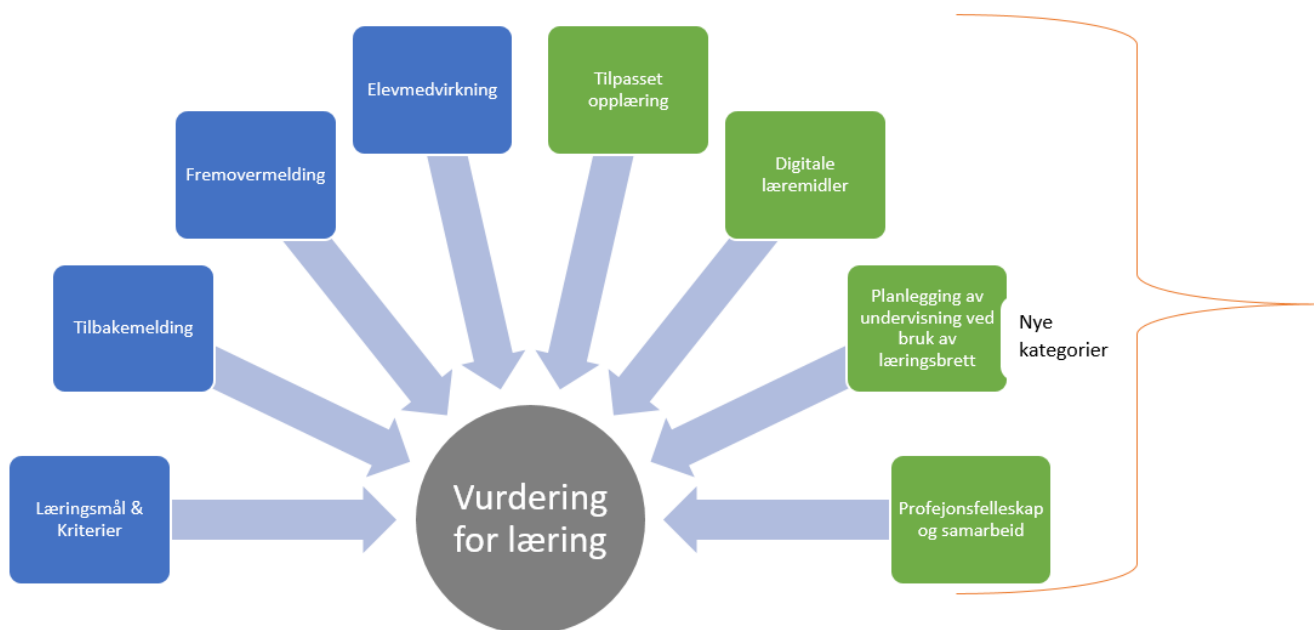 Elevmedvirkning
Tilpasset
opplæring
Fremovermelding
Digitale
læremidler
Tilbakemelding
Planlegging av
undervisning ved
bruk av
læringsbrett
Nye
kategorier
Læringsmål &
Kriterier
Vurdering
for læring
Profejonsfelleskap
og samarbeid